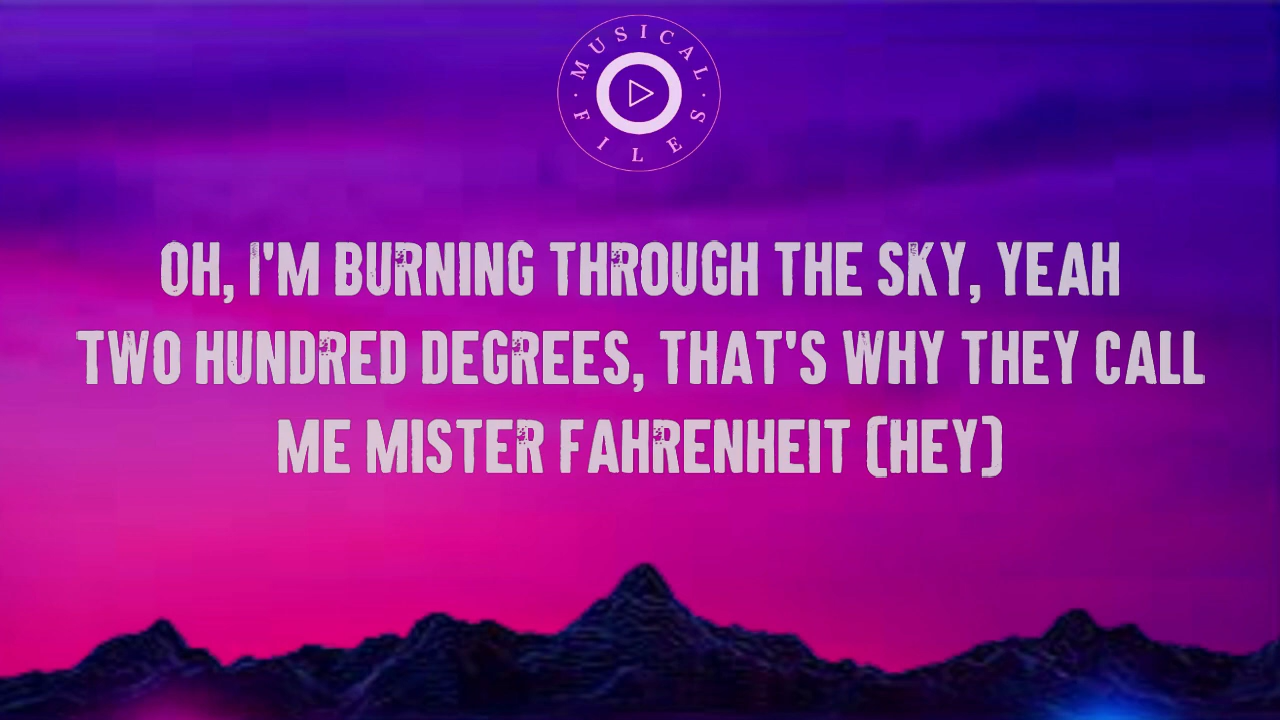 MUSICAL
FILES
OH, I'M BURNING THROUGH THE SKY, YEAH
TWO HUNDRED DEGREES, THAT'S WHY THEY CALL
ME MISTER FAHRENHEIT (HEY)